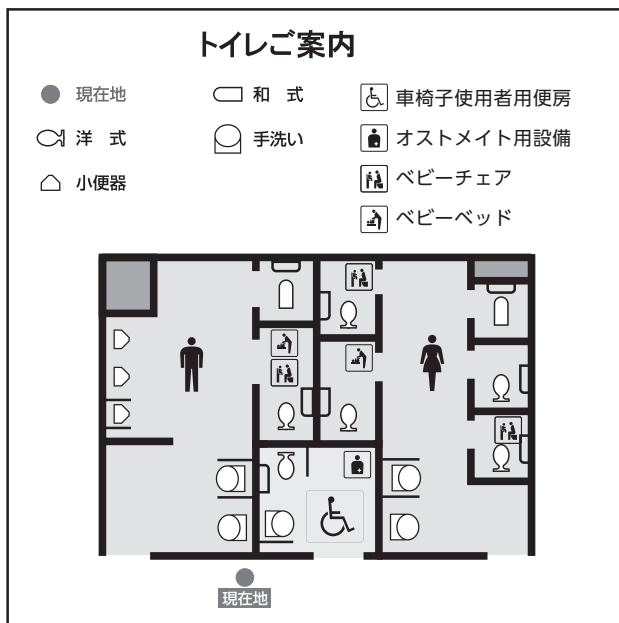 トイレご案内
現在地
和 式
車椅子使用者用便房
洋 式
手洗い
オストメイト用設備
小便器
ベビーチェア
ベビーベッド
現在地